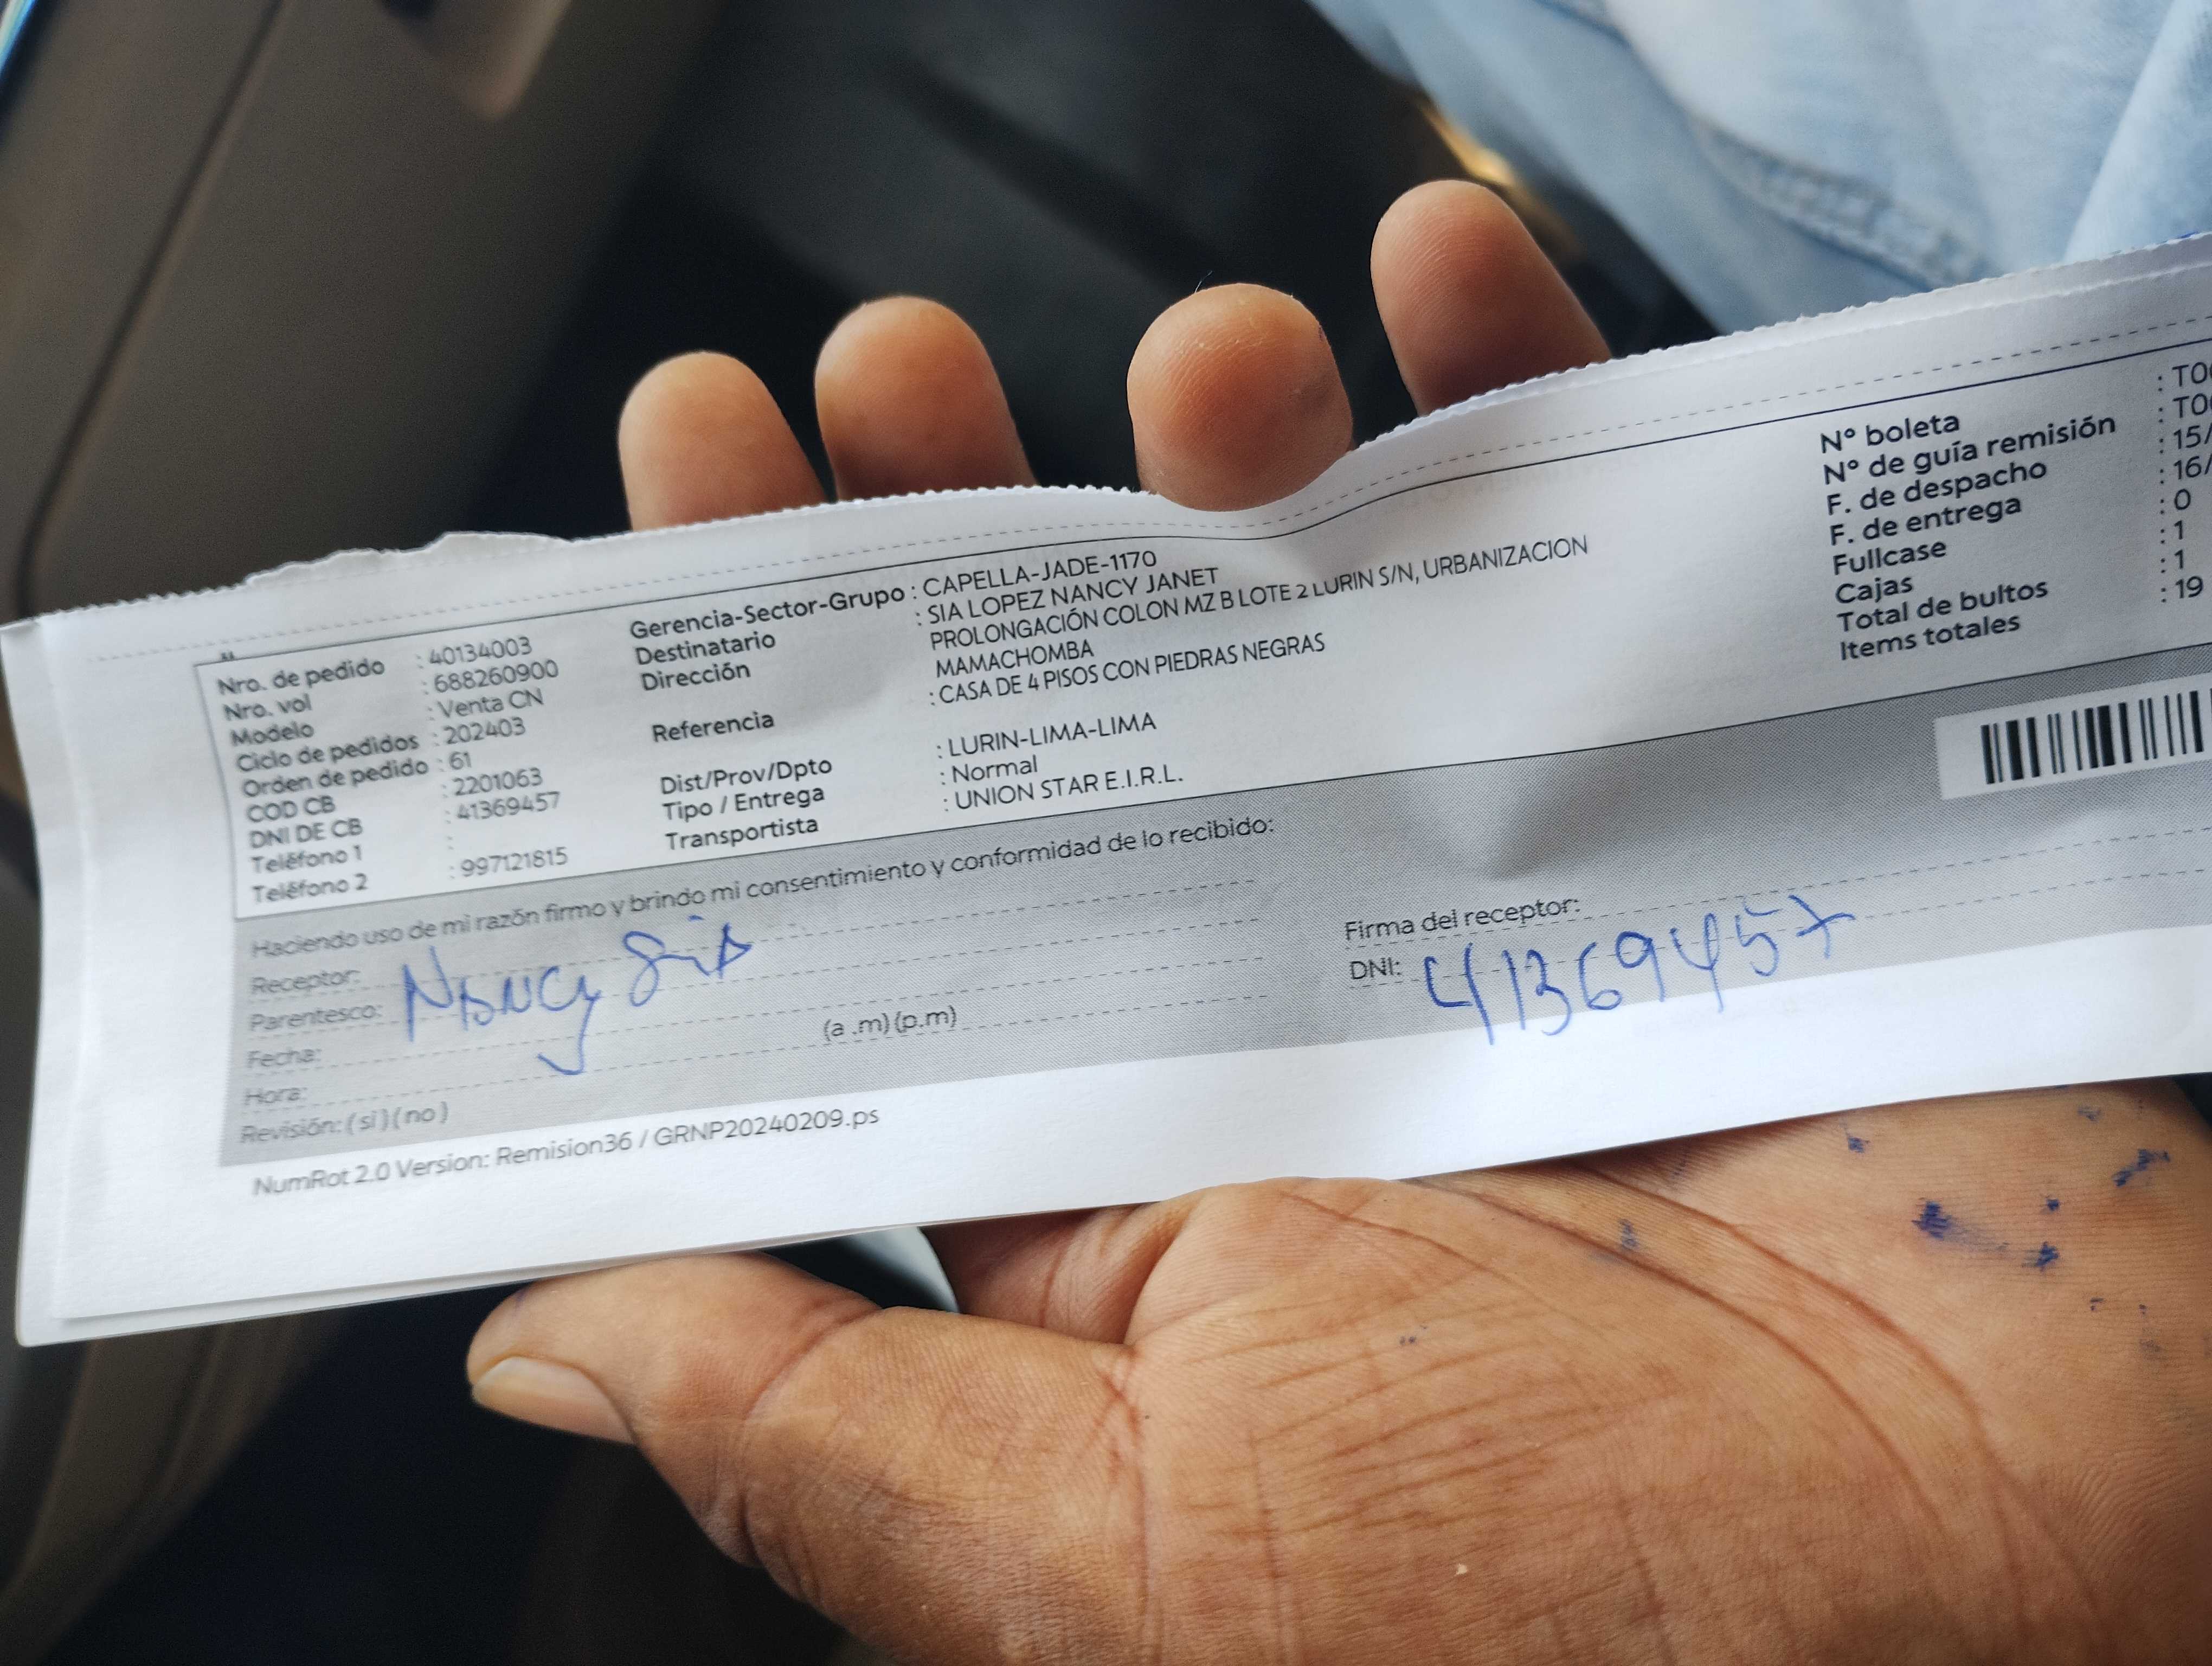 Nro. de pedido : 40134003
Nro. vol : 688260900
Modelo : Venta CN
Ciclo de pedidos : 202403
Orden de pedido : 61
COD CB : 2201063
DNI DE CB : 41369457
Teléfono 1 :
Teléfono 2 : 997121815
Gerencia-Sector-Grupo : CAPELLA-JADE-1170
Destinatario : SIA LOPEZ NANCY JANET
Dirección PROLONGACIÓN COLON MZ B LOTE 2 LURIN S/N, URBANIZACION
MAMACHOMBA
Referencia : CASA DE 4 PISOS CON PIEDRAS NEGRAS
Dist/Prov/Dpto : LURIN-LIMA-LIMA
Tipo / Entrega : Normal
Transportista : UNION STAR E.I.R.L.
N° boleta : T0
N° de guía remisión : T0
F. de despacho : 15/
F. de entrega : 16/
Fullcase : 0
Cajas : 1
Total de bultos : 1
Items totales : 19
Haciendo uso de mi razón firmo y brindo mi consentimiento y conformidad de lo recibido:
Receptor: Nancy Sia
Parentesco:
Fecha:
Hora: (a .m) (p.m)
Revisión: ( si ) ( no )
Firma del receptor:
DNI: 41369457
NumRot 2.0 Version: Remision36 / GRNP20240209.ps